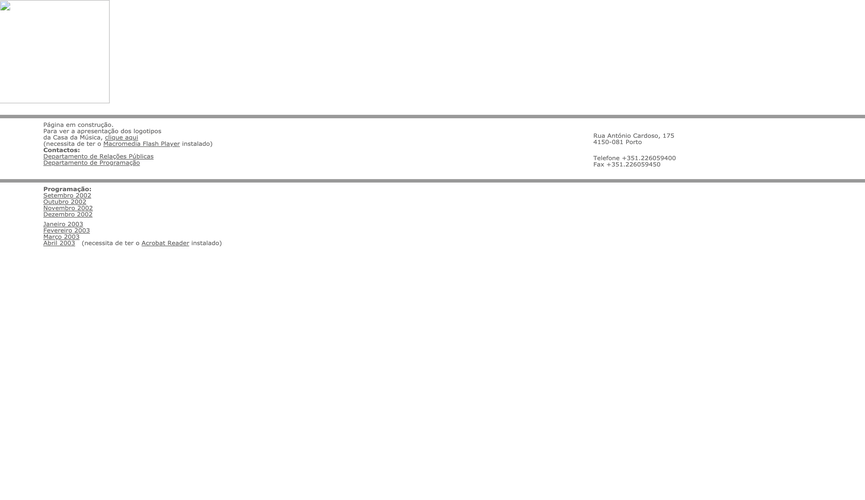 Página em construção.
Para ver a apresentação dos logotipos
da Casa da Música, clique aqui
(necessita de ter o Macromedia Flash Player instalado)
Contactos:
Departamento de Relações Públicas
Departamento de Programação
Rua António Cardoso, 175
4150-081 Porto
Telefone +351.226059400
Fax +351.226059450
Programação:
Setembro 2002
Outubro 2002
Novembro 2002
Dezembro 2002
Janeiro 2003
Fevereiro 2003
Março 2003
Abril 2003 (necessita de ter o Acrobat Reader instalado)